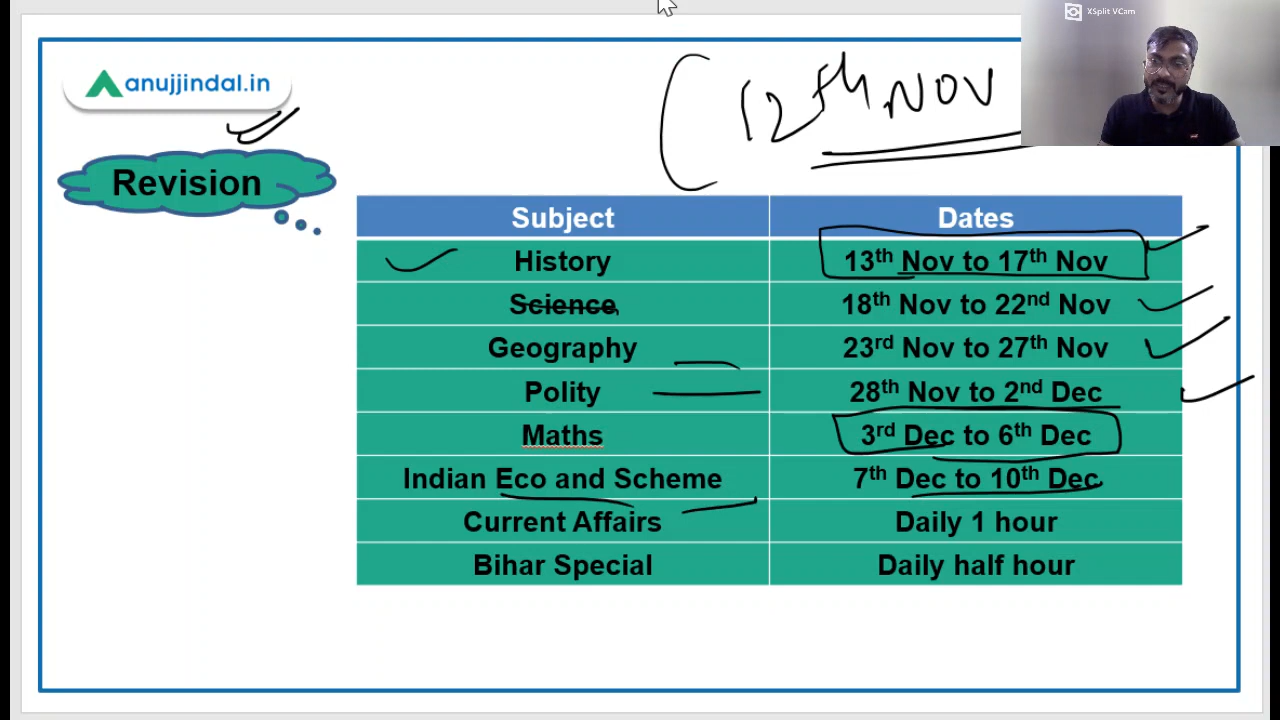 XSplit VCam
anujjindal.in
12th NOV
Revision
Subject Dates
History 13th Nov to 17th Nov
Science 18th Nov to 22nd Nov
Geography 23rd Nov to 27th Nov
Polity 28th Nov to 2nd Dec
Maths 3rd Dec to 6th Dec
Indian Eco and Scheme 7th Dec to 10th Dec
Current Affairs Daily 1 hour
Bihar Special Daily half hour